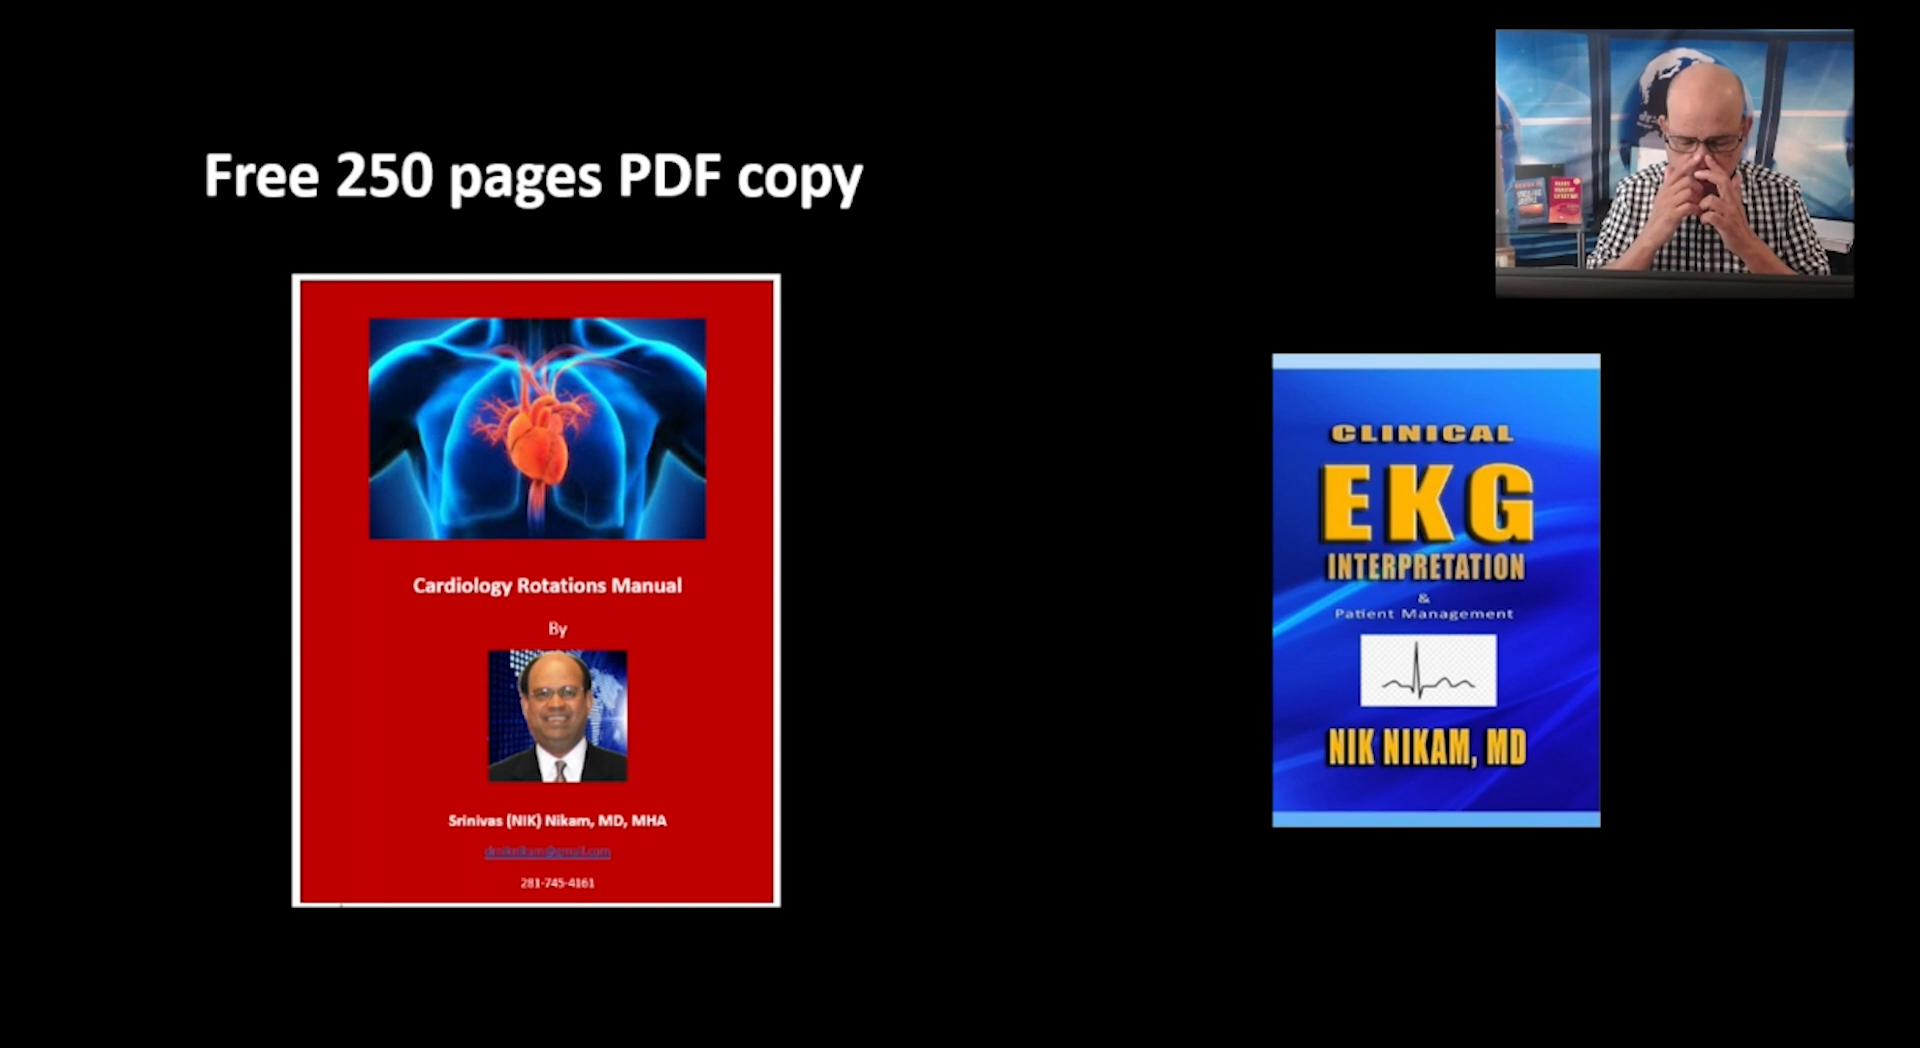 Free 250 pages PDF copy
Cardiology Rotations Manual
By
Srinivas (NIK) Nikam, MD, MHA
281-745-4161
CLINICAL
EKG
INTERPRETATION
&
Patient Management
NIK NIKAM, MD